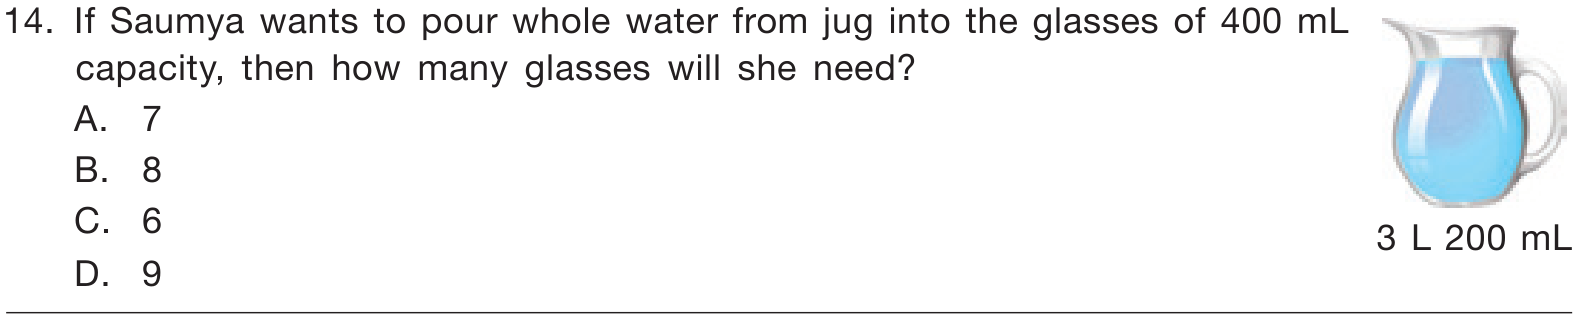 14. If Saumya wants to pour whole water from jug into the glasses of 400 mL
capacity, then how many glasses will she need?
A. 7
B. 8
C. 6
D. 9
3 L 200 mL